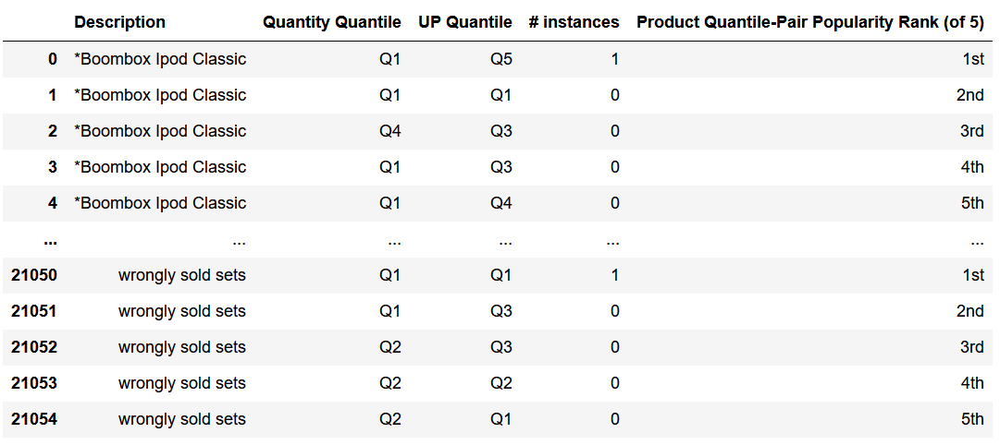 Description Quantity Quantile UP Quantile # instances Product Quantile-Pair Popularity Rank (of 5)
0 *Boombox Ipod Classic Q1 Q5 1 1st
1 *Boombox Ipod Classic Q1 Q1 0 2nd
2 *Boombox Ipod Classic Q4 Q3 0 3rd
3 *Boombox Ipod Classic Q1 Q3 0 4th
4 *Boombox Ipod Classic Q1 Q4 0 5th
... ... ... ... ... ...
21050 wrongly sold sets Q1 Q1 1 1st
21051 wrongly sold sets Q1 Q3 0 2nd
21052 wrongly sold sets Q2 Q3 0 3rd
21053 wrongly sold sets Q2 Q2 0 4th
21054 wrongly sold sets Q2 Q1 0 5th